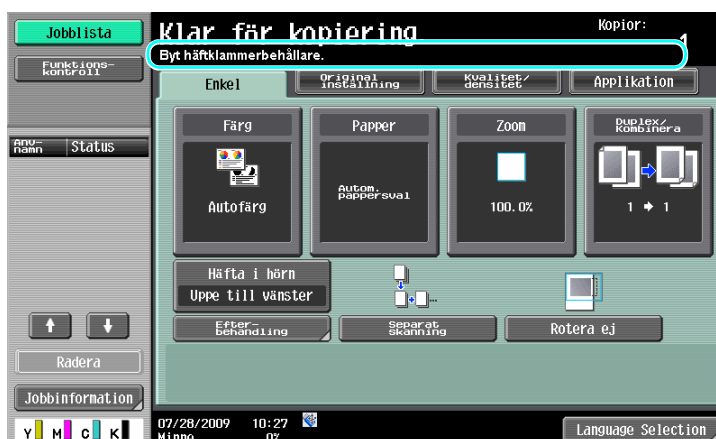 Jobblista
Klar för kopiering.
Kopior:
1
Byt häftklammerbehållare.
Funktions-
kontroll
Enkel
Original
inställning
Kvalitet/
densitet
Applikation
Anv-
namn
Status
Färg
Papper
Zoom
Duplex/
Kombinera
Autofärg
Autom.
pappersval
100.0%
1 → 1
Häfta i hörn
Uppe till vänster
Efter-
behandling
Separat
skanning
Rotera ej
Radera
Jobbinformation
07/28/2009 10:27
Minne 0%
Language Selection
Y M C K